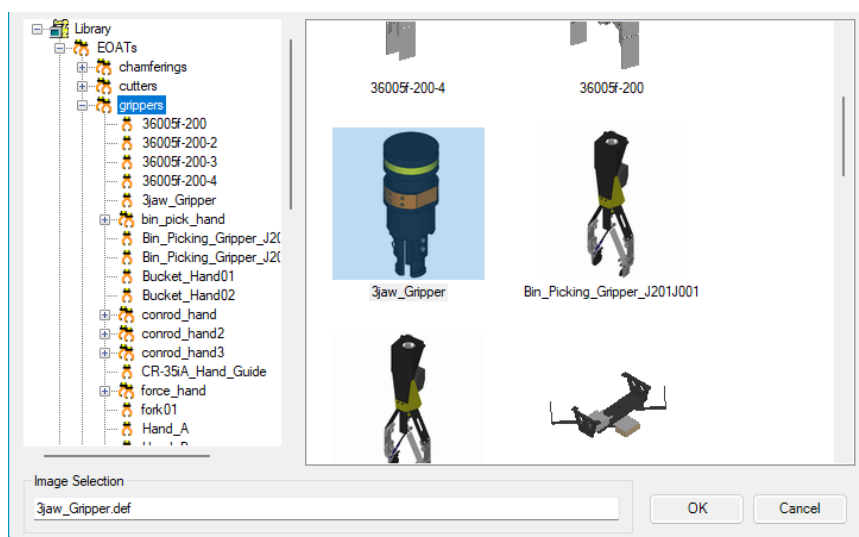 Library
EOATs
chamferings
cutters
grippers
36005f-200
36005f-200-2
36005f-200-3
36005f-200-4
3jaw_Gripper
bin_pick_hand
Bin_Picking_Gripper_J20
Bin_Picking_Gripper_J20
Bucket_Hand01
Bucket_Hand02
conrod_hand
conrod_hand2
conrod_hand3
CR-35iA_Hand_Guide
force_hand
fork01
Hand_A
36005f-200-4
36005f-200
3jaw_Gripper
Bin_Picking_Gripper_J201J001
Image Selection
3jaw_Gripper.def
OK
Cancel